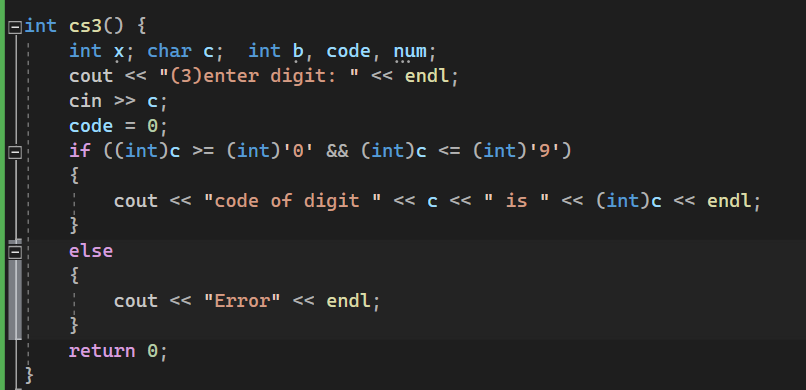 int cs3() {
    int x; char c;  int b, code, num;
    cout << "(3)enter digit: " << endl;
    cin >> c;
    code = 0;
    if ((int)c >= (int)'0' && (int)c <= (int)'9')
    {
        cout << "code of digit " << c << " is " << (int)c << endl;
    }
    else
    {
        cout << "Error" << endl;
    }
    return 0;
}